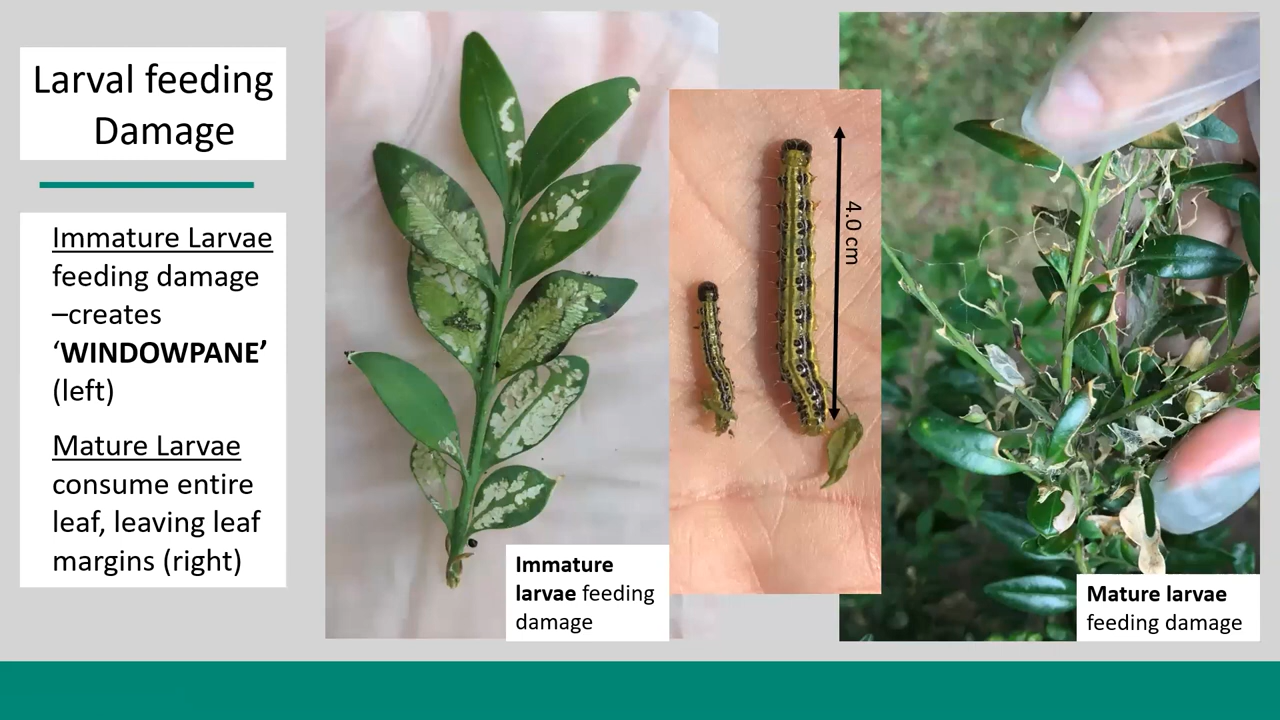 Larval feeding
Damage
Immature Larvae
feeding damage
–creates
‘WINDOWPANE’
(left)
Mature Larvae
consume entire
leaf, leaving leaf
margins (right)
Immature
larvae feeding
damage
4.0 cm
Mature larvae
feeding damage